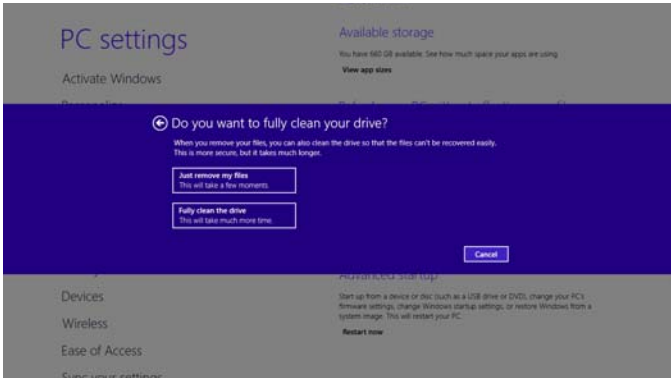 PC settings
Activate Windows
Available storage
You have 680 GB available. See how much space your apps are using.
View app sizes
Do you want to fully clean your drive?
When you remove your files, you can also clean the drive so that the files can't be recovered easily.
This is more secure, but it takes much longer.
Just remove my files
This will take a few moments.
Fully clean the drive
This will take much more time.
Cancel
Devices
Wireless
Ease of Access
Sync your settings
Advanced startup
Start up from a device or disc (such as a USB drive or DVD), change your PC's
firmware settings, change Windows startup settings, or restore Windows from a
system image. This will restart your PC.
Restart now